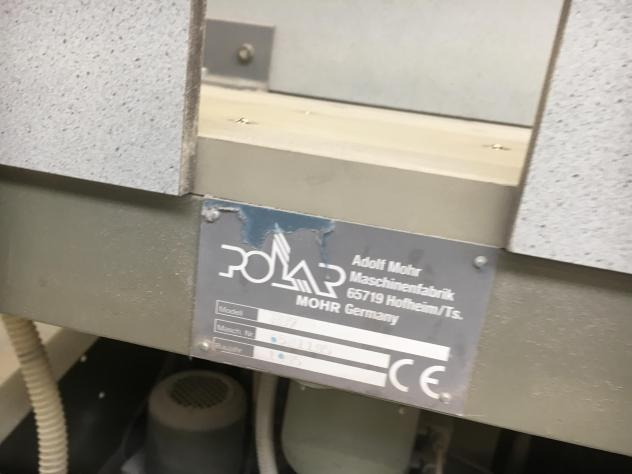 POLAR
MOHR
Adolf Mohr
Maschinenfabrik
65719 Hofheim/Ts.
Germany
Modell
Masch. Nr.
Baujahr
CE